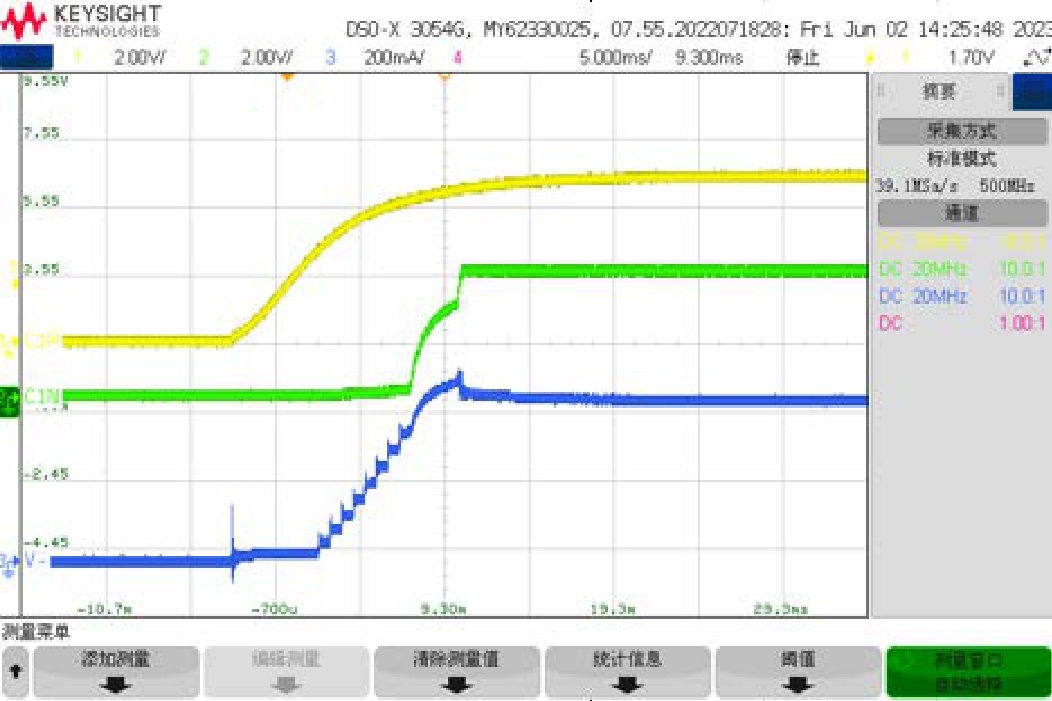 KEYSIGHT
TECHNOLOGIES
DSO-X 3054G, MY62330025, 07.55.2022071828: Fri Jun 02 14:25:48 2023
1 2.00V/ 2 2.00V/ 3 200mA/ 4 5.000ms/ 9.300ms 停止 1 1.70V
9.55V
7.55
5.55
3.55
C1P
C1N
-2.45
-4.45
V-
-10.7m -700u 9.30m 19.3m 29.3ms
摘要
采集方式
标准模式
39.1MSa/s 500MHz
通道
DC 20MHz 10.0:1
DC 20MHz 10.0:1
DC 20MHz 10.0:1
DC 1.00:1
测量菜单
添加测量
编辑测量
清除测量值
统计信息
阈值
测量窗口
自动选择